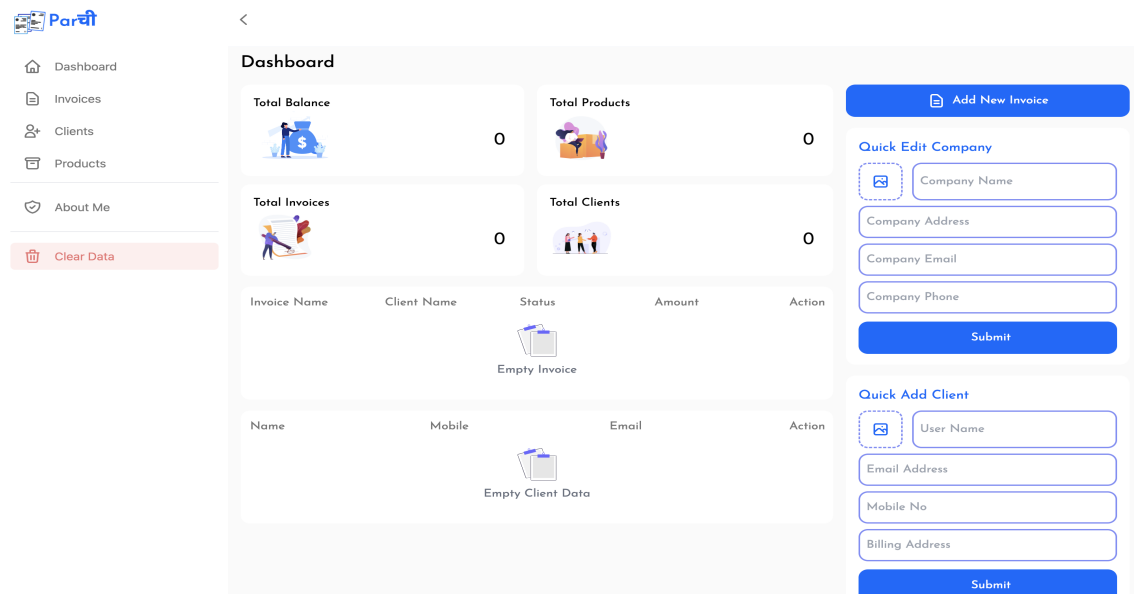 Parची
Dashboard
Invoices
Clients
Products
About Me
Clear Data
Dashboard
Total Balance
$
0
Total Products
0
Total Invoices
0
Total Clients
0
Invoice Name Client Name Status Amount Action
Empty Invoice
Name Mobile Email Action
Empty Client Data
Add New Invoice
Quick Edit Company
Company Name
Company Address
Company Email
Company Phone
Submit
Quick Add Client
User Name
Email Address
Mobile No
Billing Address
Submit